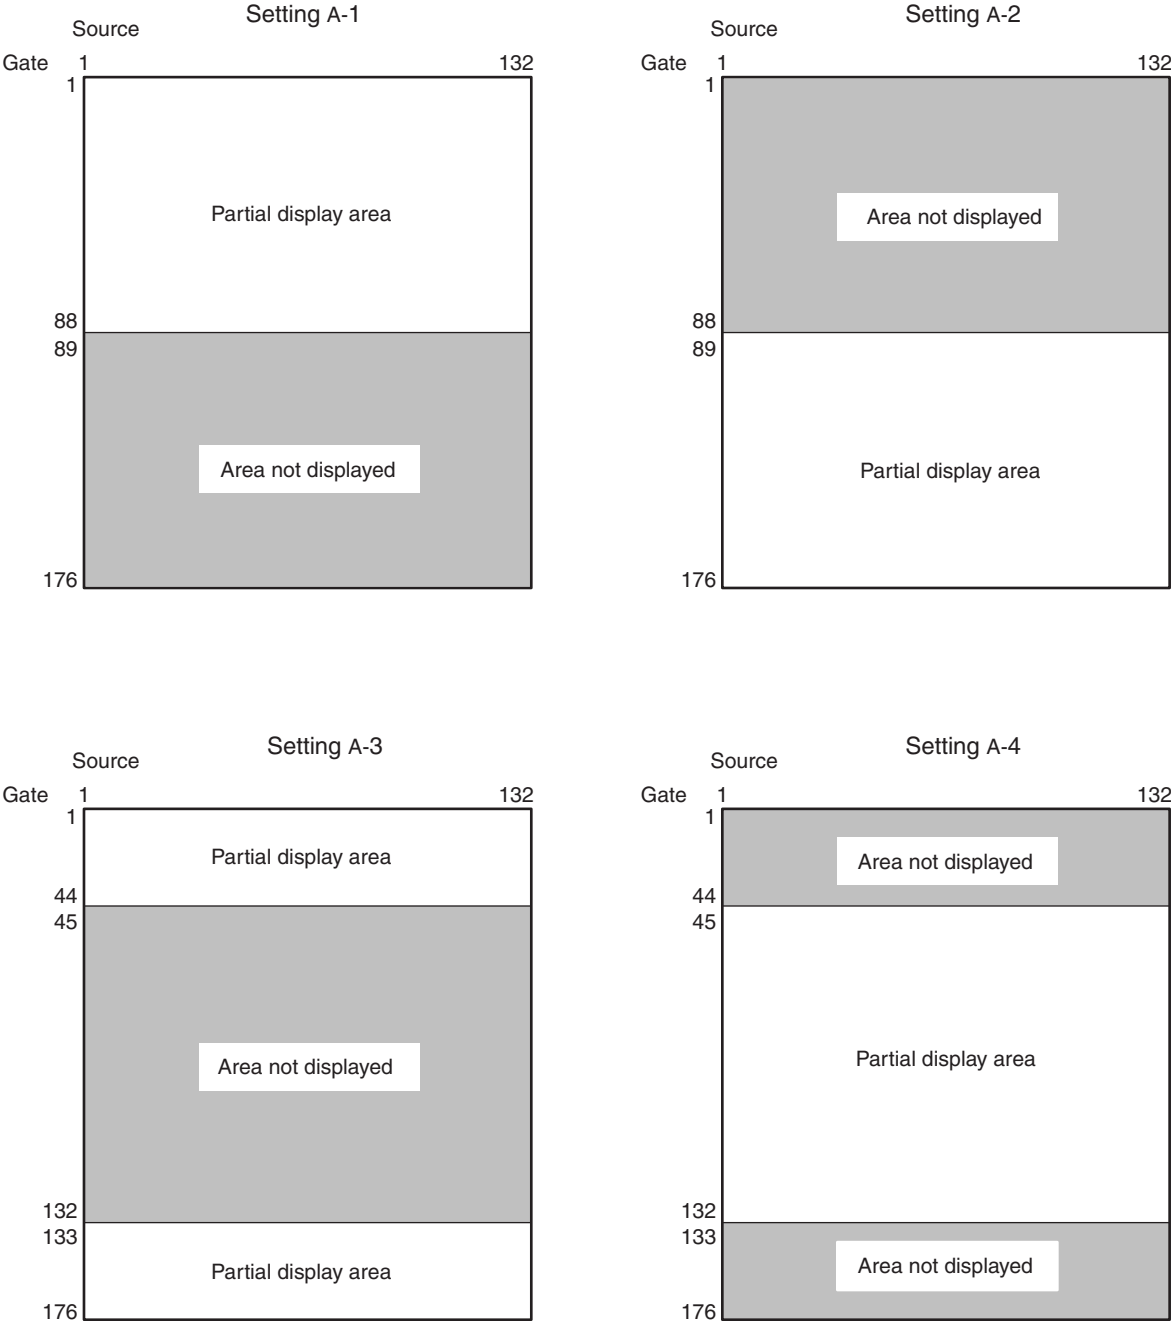 Setting A-1
Source
Gate 1 132
1
Partial display area
88
89
Area not displayed
176
Setting A-2
Source
Gate 1 132
1
Area not displayed
88
89
Partial display area
176
Setting A-3
Source
Gate 1 132
1
Partial display area
44
45
Area not displayed
132
133
Partial display area
176
Setting A-4
Source
Gate 1 132
1
Area not displayed
44
45
Partial display area
132
133
Area not displayed
176